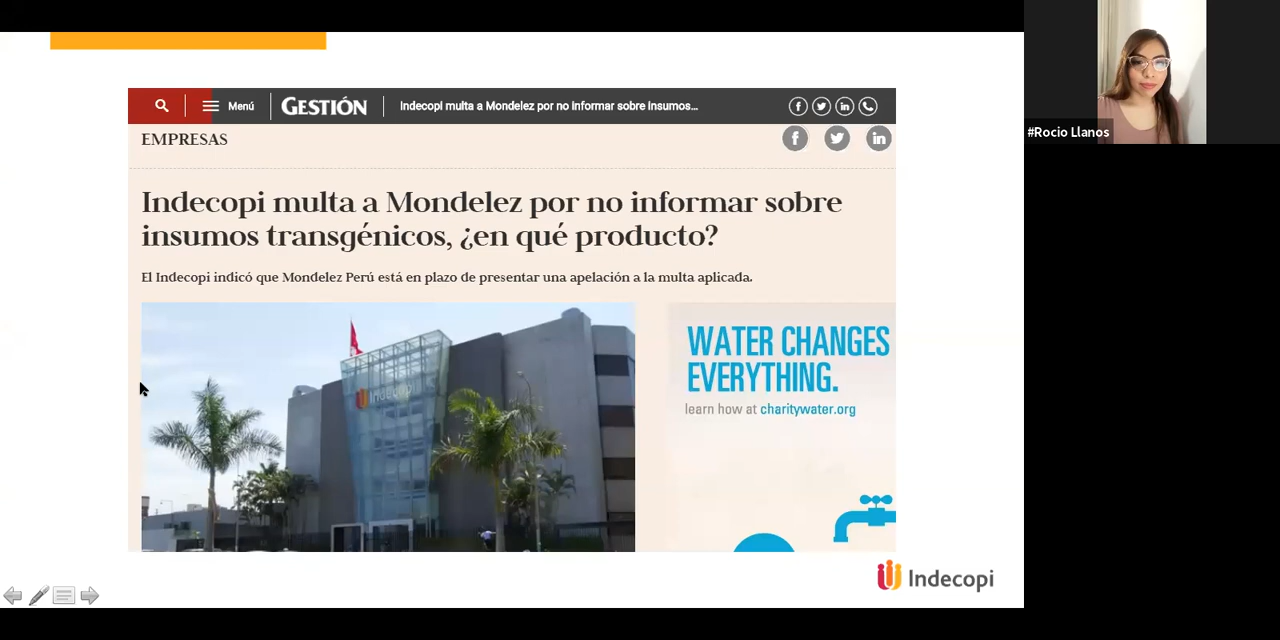 Menú
GESTIÓN
Indecopi multa a Mondelez por no informar sobre insumos...
EMPRESAS
Indecopi multa a Mondelez por no informar sobre
insumos transgénicos, ¿en qué producto?
El Indecopi indicó que Mondelez Perú está en plazo de presentar una apelación a la multa aplicada.
Indecopi
WATER CHANGES
EVERYTHING.
learn how at charitywater.org
Indecopi
#Rocio Llanos